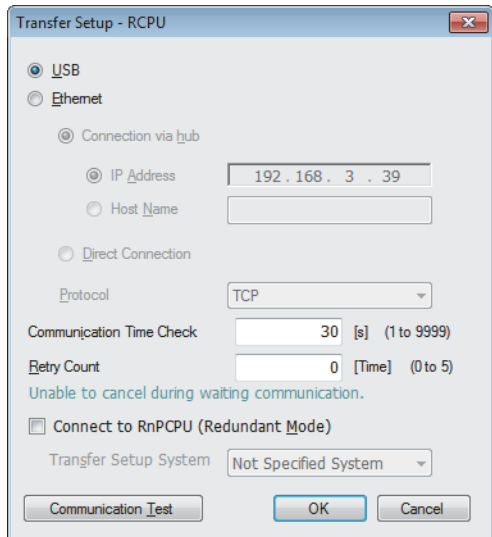 Transfer Setup - RCPU
USB
Ethernet
Connection via hub
IP Address 192 . 168 . 3 . 39
Host Name
Direct Connection
Protocol TCP
Communication Time Check 30 [s] (1 to 9999)
Retry Count 0 [Time] (0 to 5)
Unable to cancel during waiting communication.
Connect to RnPCPU (Redundant Mode)
Transfer Setup System Not Specified System
Communication Test OK Cancel